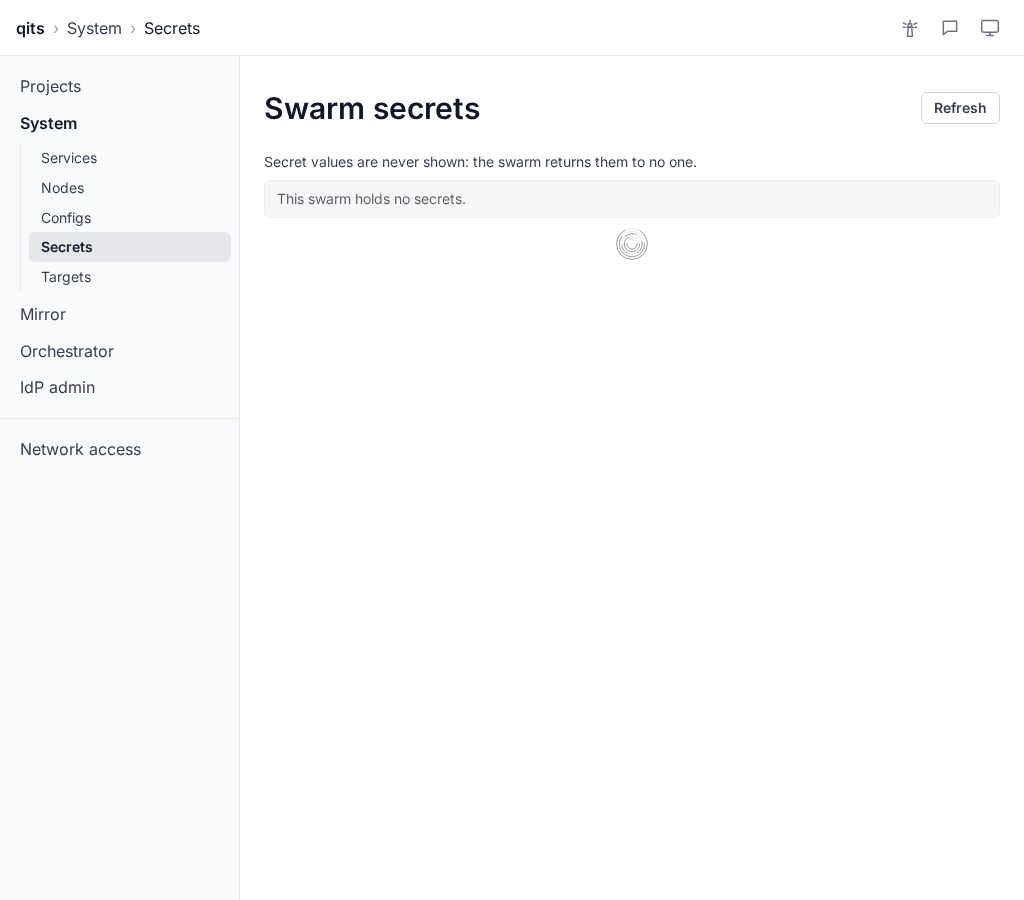 qits › System › Secrets
Projects
System
Services
Nodes
Configs
Secrets
Targets
Mirror
Orchestrator
IdP admin
Network access
Swarm secrets
Refresh
Secret values are never shown: the swarm returns them to no one.
This swarm holds no secrets.